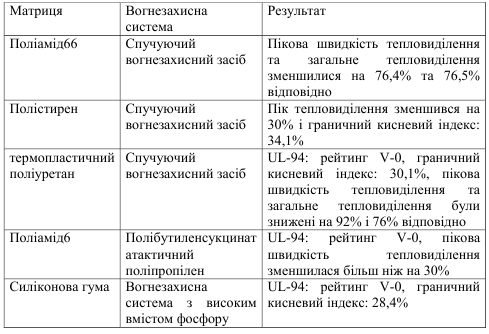 Матриця Вогнезахисна Результат
система
Поліамід66 Спучуючий Пікова швидкість тепловиділення
вогнезахисний засіб та загальне тепловиділення
зменшилися на 76,4% та 76,5%
відповідно
Полістирен Спучуючий Пік тепловиділення зменшився на
вогнезахисний засіб 30% і граничний кисневий індекс:
34,1%
термопластичний Спучуючий UL-94: рейтинг V-0, граничний
поліуретан вогнезахисний засіб кисневий індекс: 30,1%, пікова
швидкість тепловиділення та
загальне тепловиділення були
знижені на 92% і 76% відповідно
Поліамід6 Полібутиленсукцинат UL-94: рейтинг V-0, пікова
атактичний швидкість тепловиділення
поліпропілен зменшилася більш ніж на 30%
Силіконова гума Вогнезахисна UL-94: рейтинг V-0, граничний
система з високим кисневий індекс: 28,4%
вмістом фосфору